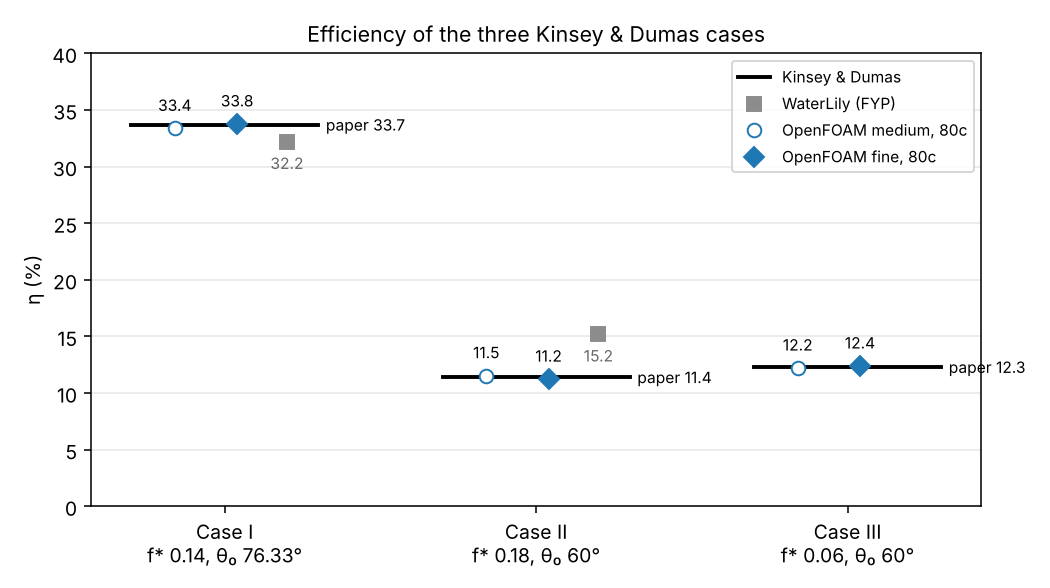 Efficiency of the three Kinsey & Dumas cases
η (%)
40
35
30
25
20
15
10
5
0
Kinsey & Dumas
WaterLily (FYP)
OpenFOAM medium, 80c
OpenFOAM fine, 80c
33.4
33.8
paper 33.7
32.2
11.5
11.2
15.2
paper 11.4
12.2
12.4
paper 12.3
Case I
f* 0.14, θ₀ 76.33°
Case II
f* 0.18, θ₀ 60°
Case III
f* 0.06, θ₀ 60°